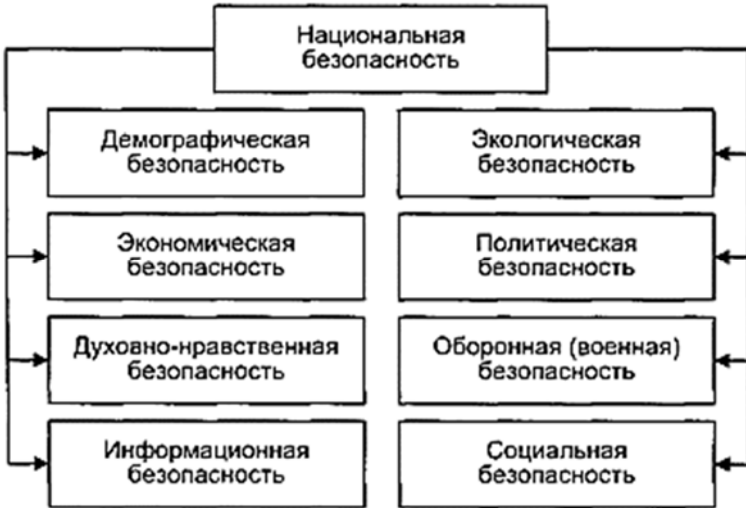 Национальная
безопасность
Демографическая
безопасность
Экологическая
безопасность
Экономическая
безопасность
Политическая
безопасность
Духовно-нравственная
безопасность
Оборонная (военная)
безопасность
Информационная
безопасность
Социальная
безопасность